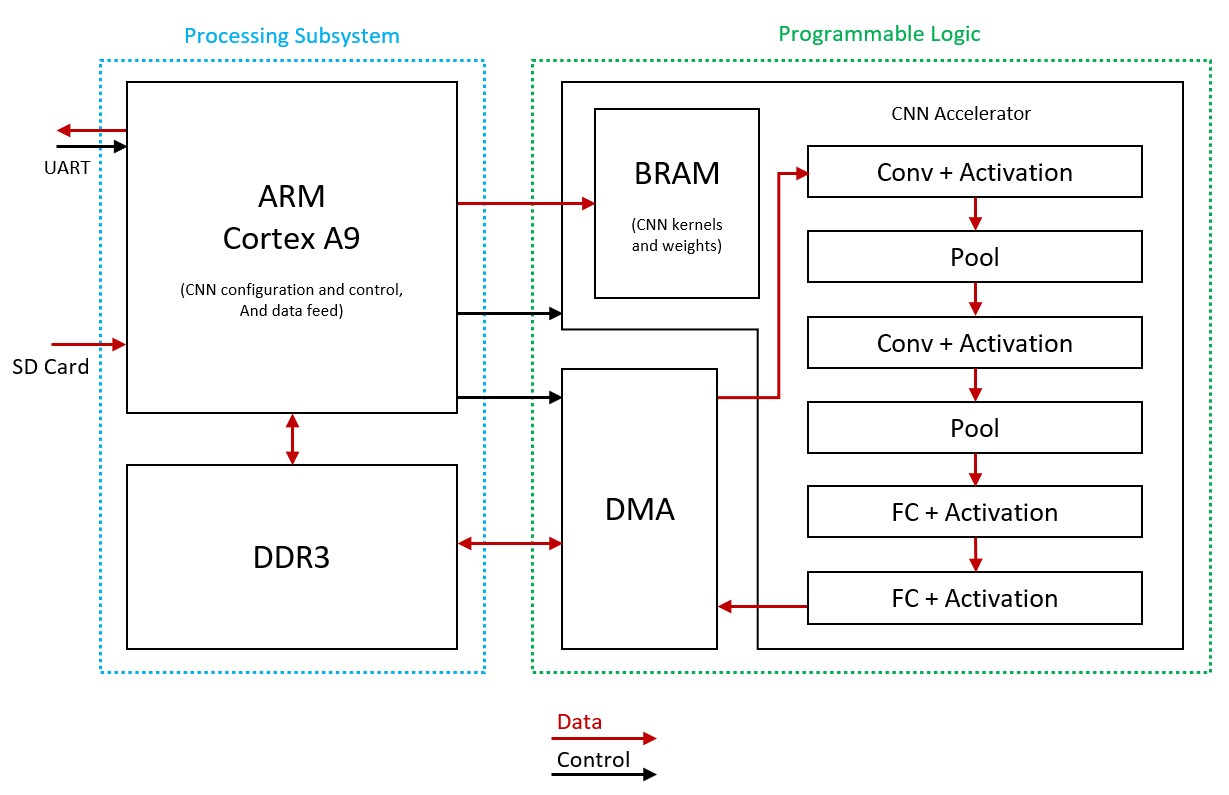 Processing Subsystem
Programmable Logic
UART
SD Card
ARM
Cortex A9
(CNN configuration and control,
And data feed)
DDR3
BRAM
(CNN kernels
and weights)
DMA
CNN Accelerator
Conv + Activation
Pool
Conv + Activation
Pool
FC + Activation
FC + Activation
Data
Control